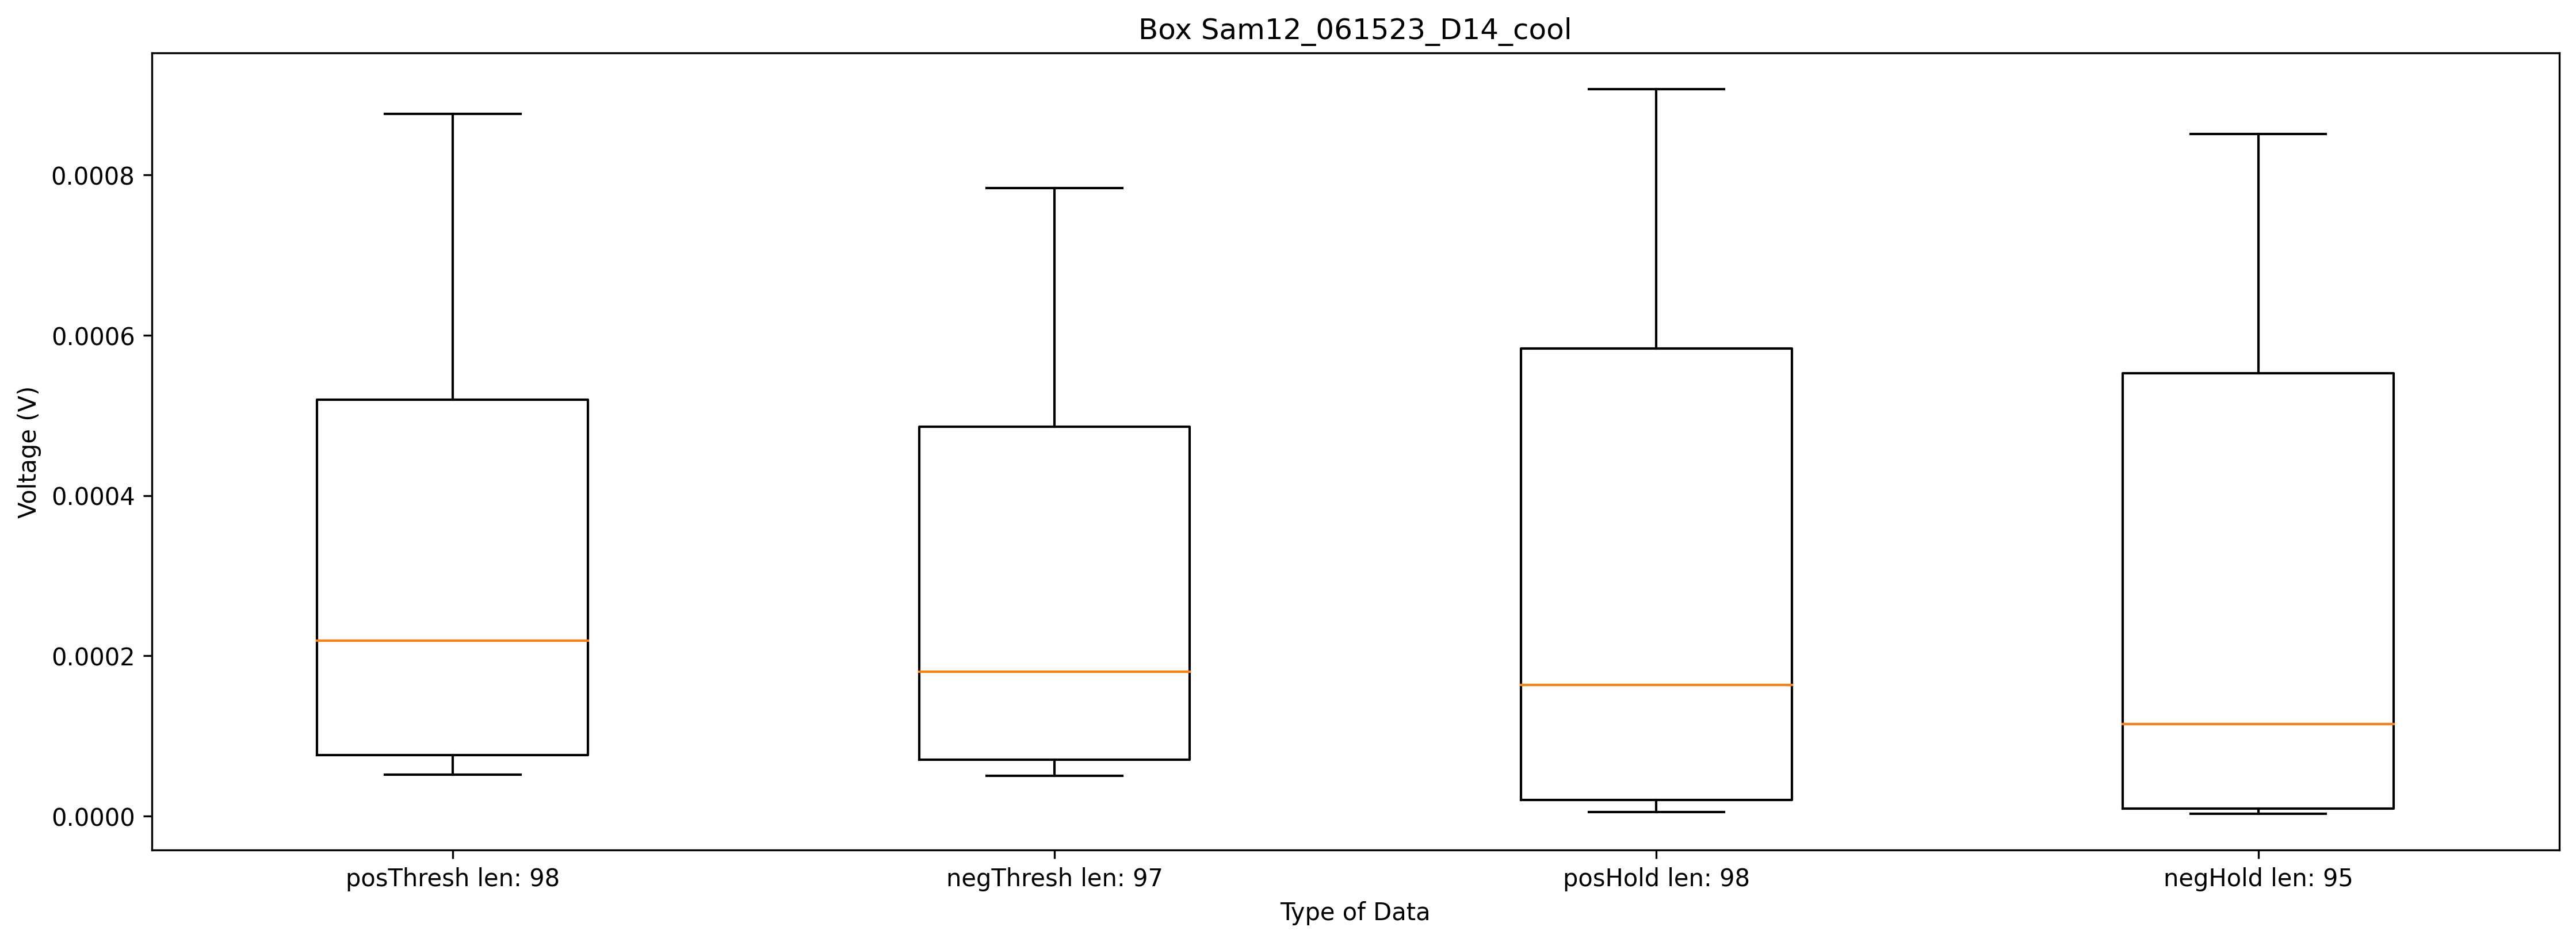 Box Sam12_061523_D14_cool
Voltage (V)
0.0008
0.0006
0.0004
0.0002
0.0000
posThresh len: 98
negThresh len: 97
posHold len: 98
negHold len: 95
Type of Data